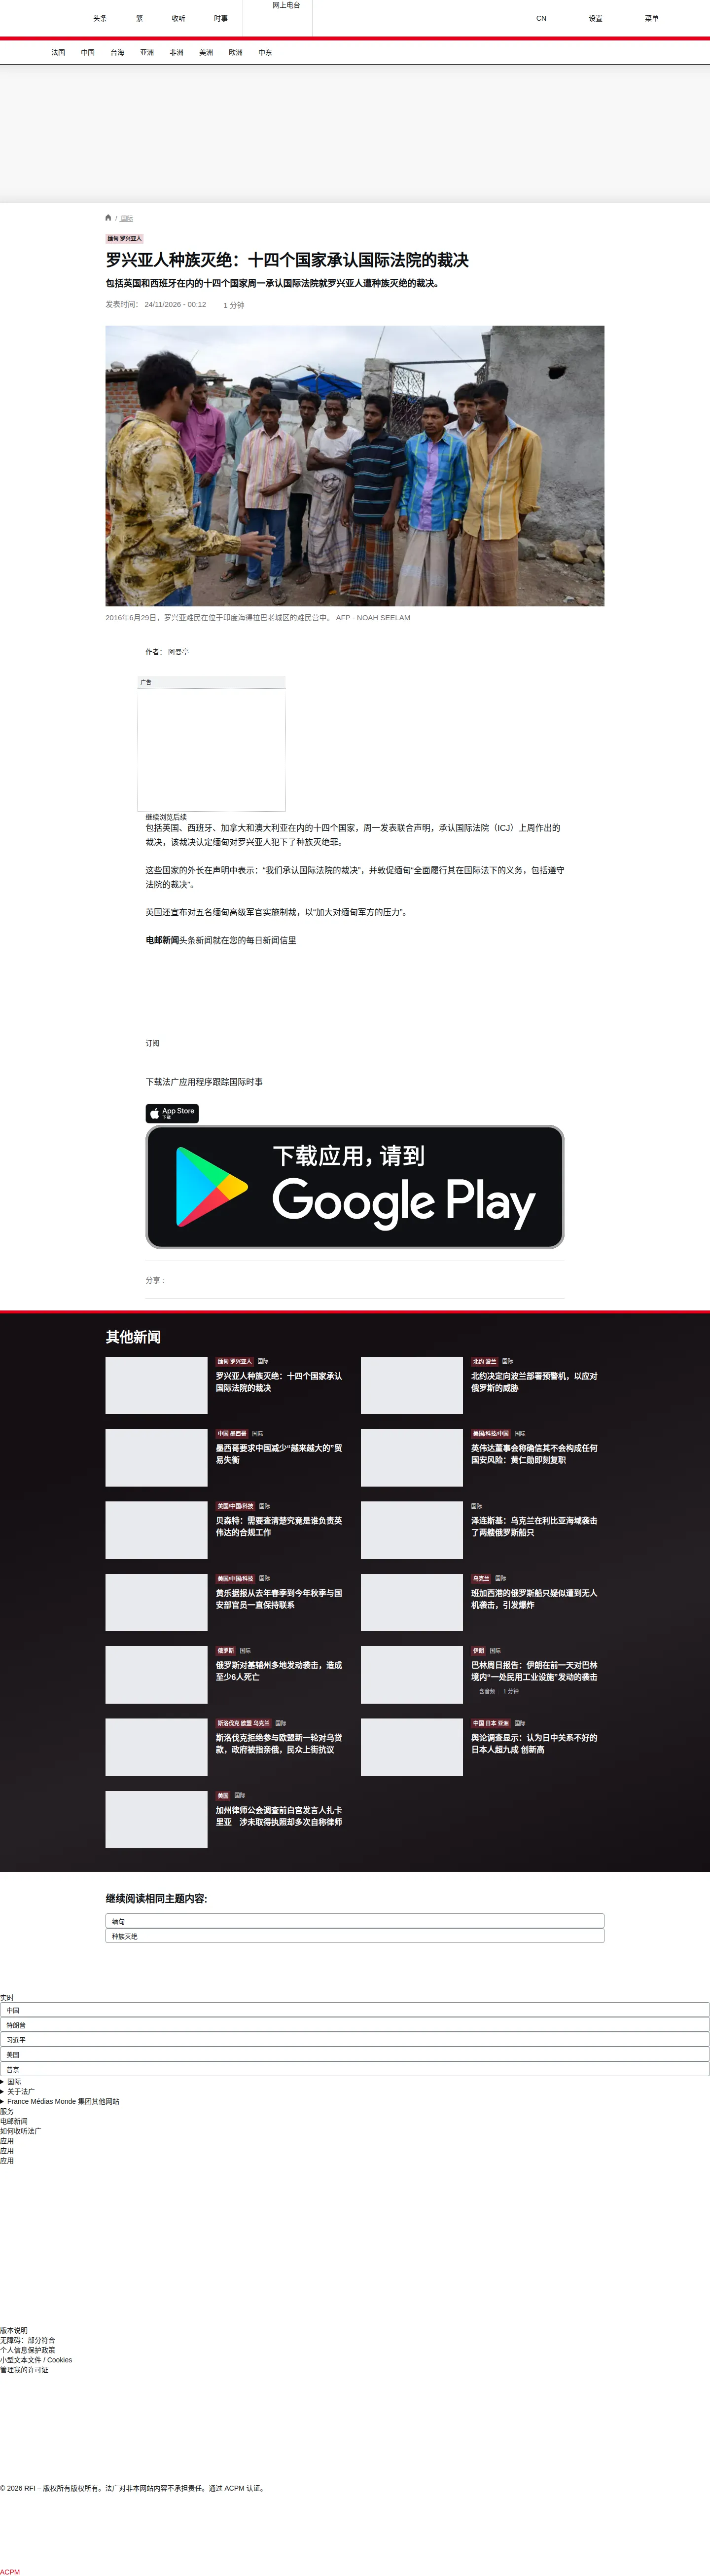 头条
繁
收听
时事
网上电台
CN
设置
菜单
法国
中国
台海
亚洲
非洲
美洲
欧洲
中东
/ 国际
缅甸 罗兴亚人
罗兴亚人种族灭绝：十四个国家承认国际法院的裁决
包括英国和西班牙在内的十四个国家周一承认国际法院就罗兴亚人遭种族灭绝的裁决。
发表时间： 24/11/2026 - 00:12
1 分钟
2016年6月29日，罗兴亚难民在位于印度海得拉巴老城区的难民营中。 AFP - NOAH SEELAM
作者： 阿曼亭
广告
继续浏览后续
包括英国、西班牙、加拿大和澳大利亚在内的十四个国家，周一发表联合声明，承认国际法院（ICJ）上周作出的
裁决，该裁决认定缅甸对罗兴亚人犯下了种族灭绝罪。
这些国家的外长在声明中表示：“我们承认国际法院的裁决”，并敦促缅甸“全面履行其在国际法下的义务，包括遵守
法院的裁决”。
英国还宣布对五名缅甸高级军官实施制裁，以“加大对缅甸军方的压力”。
电邮新闻头条新闻就在您的每日新闻信里
订阅
下载法广应用程序跟踪国际时事
App Store
下载
下载应用，请到
Google Play
分享 :
其他新闻
缅甸 罗兴亚人 国际
罗兴亚人种族灭绝：十四个国家承认
国际法院的裁决
北约 波兰 国际
北约决定向波兰部署预警机，以应对
俄罗斯的威胁
中国 墨西哥 国际
墨西哥要求中国减少“越来越大的”贸
易失衡
美国/科技/中国 国际
英伟达董事会称确信其不会构成任何
国安风险：黄仁勋即刻复职
美国/中国/科技 国际
贝森特：需要查清楚究竟是谁负责英
伟达的合规工作
国际
泽连斯基：乌克兰在利比亚海域袭击
了两艘俄罗斯船只
美国/中国/科技 国际
黄乐据报从去年春季到今年秋季与国
安部官员一直保持联系
乌克兰 国际
班加西港的俄罗斯船只疑似遭到无人
机袭击，引发爆炸
俄罗斯 国际
俄罗斯对基辅州多地发动袭击，造成
至少6人死亡
伊朗 国际
巴林周日报告：伊朗在前一天对巴林
境内“一处民用工业设施”发动的袭击
含音频 1 分钟
斯洛伐克 欧盟 乌克兰 国际
斯洛伐克拒绝参与欧盟新一轮对乌贷
款，政府被指亲俄，民众上街抗议
中国 日本 亚洲 国际
舆论调查显示：认为日中关系不好的
日本人超九成 创新高
美国 国际
加州律师公会调查前白宫发言人扎卡
里亚 涉未取得执照却多次自称律师
继续阅读相同主题内容:
缅甸
种族灭绝
实时
中国
特朗普
习近平
美国
普京
国际
关于法广
France Médias Monde 集团其他网站
服务
电邮新闻
如何收听法广
应用
应用
应用
版本说明
无障碍：部分符合
个人信息保护政策
小型文本文件 / Cookies
管理我的许可证
© 2026 RFI – 版权所有版权所有。法广对非本网站内容不承担责任。通过 ACPM 认证。
ACPM